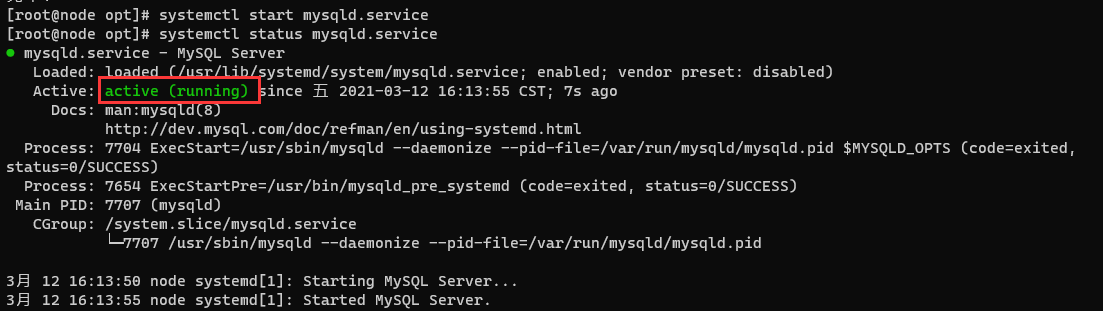 [root@node opt]# systemctl start mysqld.service
[root@node opt]# systemctl status mysqld.service
● mysqld.service - MySQL Server
   Loaded: loaded (/usr/lib/systemd/system/mysqld.service; enabled; vendor preset: disabled)
   Active: active (running) since 五 2021-03-12 16:13:55 CST; 7s ago
     Docs: man:mysqld(8)
           http://dev.mysql.com/doc/refman/en/using-systemd.html
  Process: 7704 ExecStart=/usr/sbin/mysqld --daemonize --pid-file=/var/run/mysqld/mysqld.pid $MYSQLD_OPTS (code=exited,
status=0/SUCCESS)
  Process: 7654 ExecStartPre=/usr/bin/mysqld_pre_systemd (code=exited, status=0/SUCCESS)
 Main PID: 7707 (mysqld)
   CGroup: /system.slice/mysqld.service
           └─7707 /usr/sbin/mysqld --daemonize --pid-file=/var/run/mysqld/mysqld.pid
3月 12 16:13:50 node systemd[1]: Starting MySQL Server...
3月 12 16:13:55 node systemd[1]: Started MySQL Server.